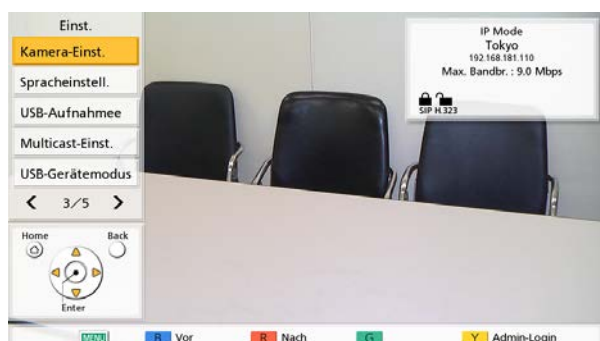 Einst.
Kamera-Einst.
Spracheinstell.
USB-Aufnahmee
Multicast-Einst.
USB-Gerätemodus
3/5
Home
Back
Enter
IP Mode
Tokyo
192.168.181.110
Max. Bandbr. : 9.0 Mbps
SIP H.323
MENU
B Vor
R Nach
G
Y Admin-Login